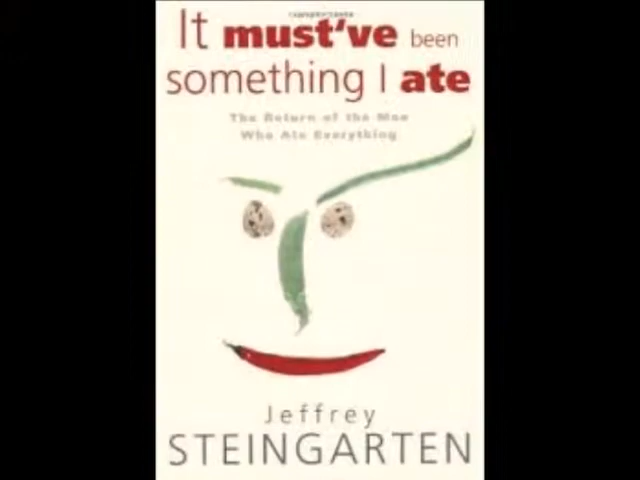 It must've been
something I ate
The Return of the Man
Who Ate Everything
Jeffrey
STEINGARTEN